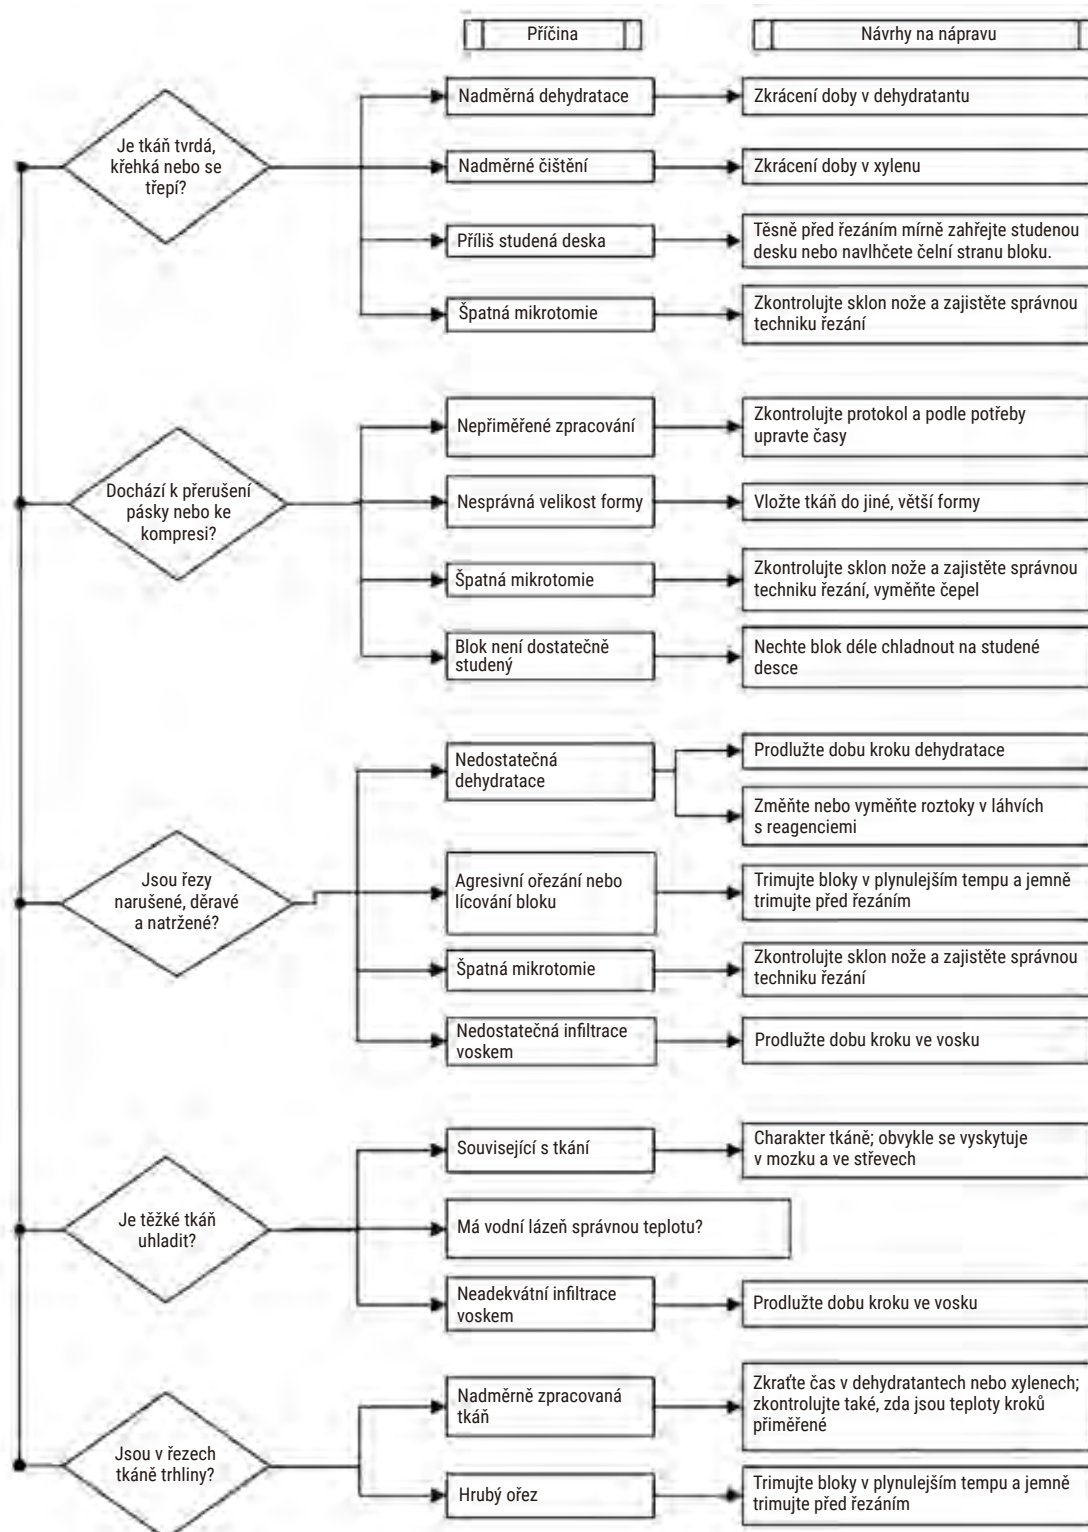 Příčina
Návrhy na nápravu
Je tkáň tvrdá,
křehká nebo se
třepí?
Nadměrná dehydratace
Zkrácení doby v dehydratantu
Nadměrné čištění
Zkrácení doby v xylenu
Příliš studená deska
Těsně před řezáním mírně zahřejte studenou
desku nebo navlhčete čelní stranu bloku.
Špatná mikrotomie
Zkontrolujte sklon nože a zajistěte správnou
techniku řezání
Dochází k přerušení
pásky nebo ke
kompresi?
Nepřiměřené zpracování
Zkontrolujte protokol a podle potřeby
upravte časy
Nesprávná velikost formy
Vložte tkáň do jiné, větší formy
Špatná mikrotomie
Zkontrolujte sklon nože a zajistěte správnou
techniku řezání, vyměňte čepel
Blok není dostatečně
studený
Nechte blok déle chladnout na studené
desce
Jsou řezy
narušené, děravé
a natržené?
Nedostatečná
dehydratace
Prodlužte dobu kroku dehydratace
Změňte nebo vyměňte roztoky v láhvích
s reagenciemi
Agresivní ořezání nebo
lícování bloku
Trimujte bloky v plynulejším tempu a jemně
trimujte před řezáním
Špatná mikrotomie
Zkontrolujte sklon nože a zajistěte správnou
techniku řezání
Nedostatečná infiltrace
voskem
Prodlužte dobu kroku ve vosku
Je těžké tkáň
uhladit?
Související s tkání
Charakter tkáně; obvykle se vyskytuje
v mozku a ve střevech
Má vodní lázeň správnou teplotu?
Neadekvátní infiltrace
voskem
Prodlužte dobu kroku ve vosku
Jsou v řezech
tkáně trhliny?
Nadměrně zpracovaná
tkáň
Zkraťte čas v dehydratantech nebo xylenech;
zkontrolujte také, zda jsou teploty kroků
přiměřené
Hrubý ořez
Trimujte bloky v plynulejším tempu a jemně
trimujte před řezáním